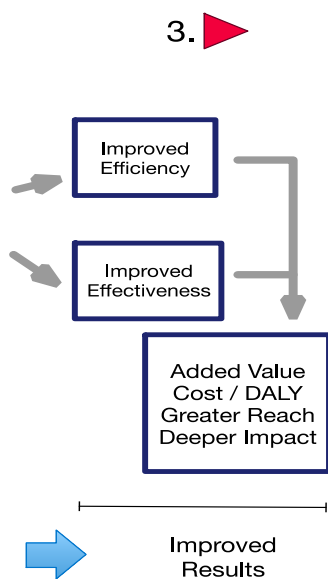 3.
Improved
Efficiency
Improved
Effectiveness
Added Value
Cost / DALY
Greater Reach
Deeper Impact
Improved
Results